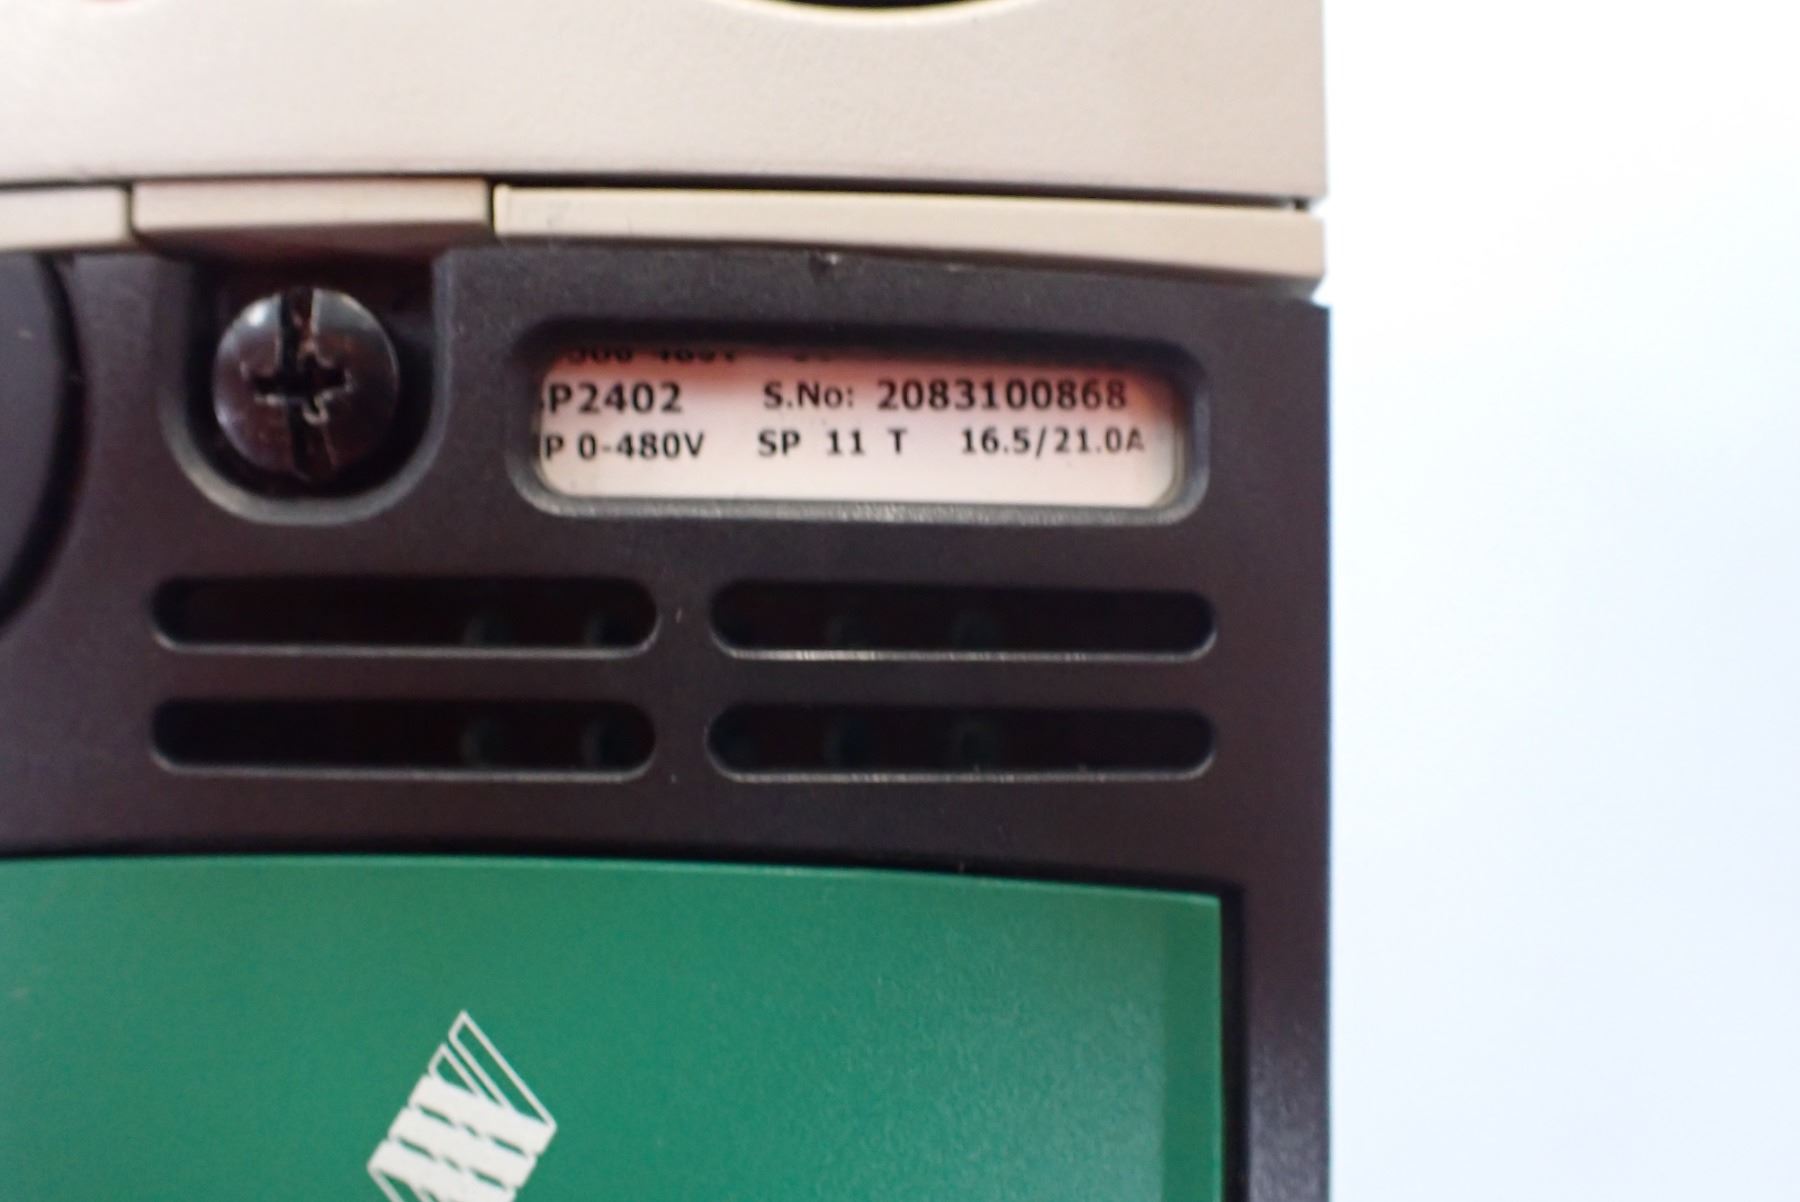 P2402 S.No: 2083100868
P 0-480V SP 11 T 16.5/21.0A